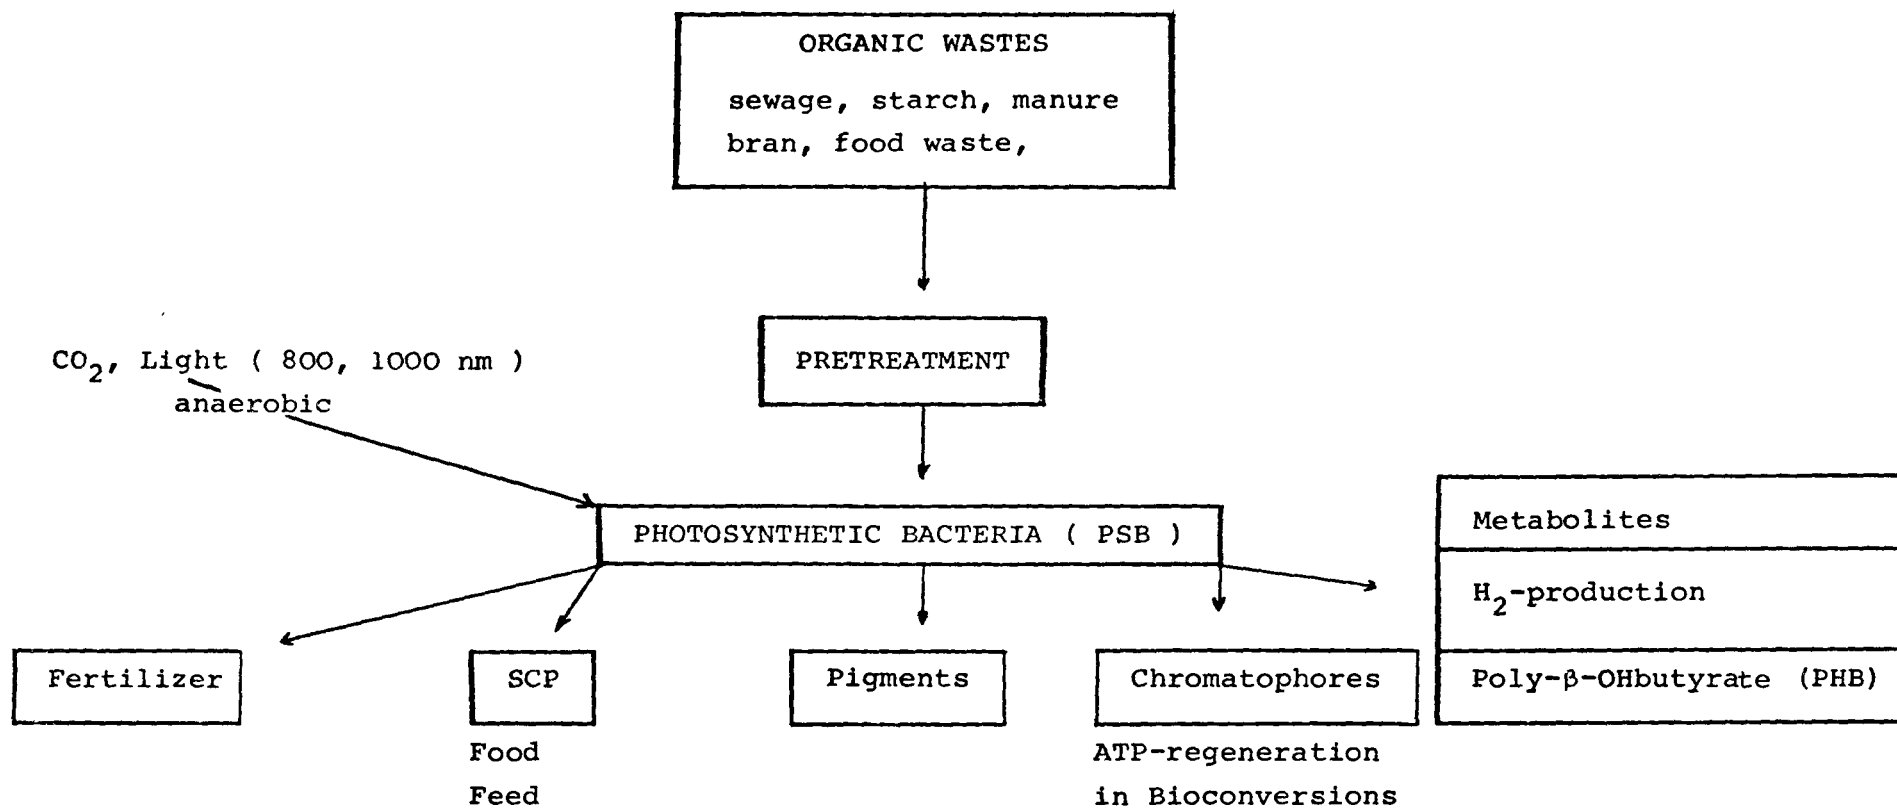 ORGANIC WASTES
sewage, starch, manure
bran, food waste,
CO2, Light ( 800, 1000 nm )
anaerobic
PRETREATMENT
PHOTOSYNTHETIC BACTERIA ( PSB )
Metabolites
H2-production
Poly-β-OHbutyrate (PHB)
Fertilizer
SCP
Food
Feed
Pigments
Chromatophores
ATP-regeneration
in Bioconversions